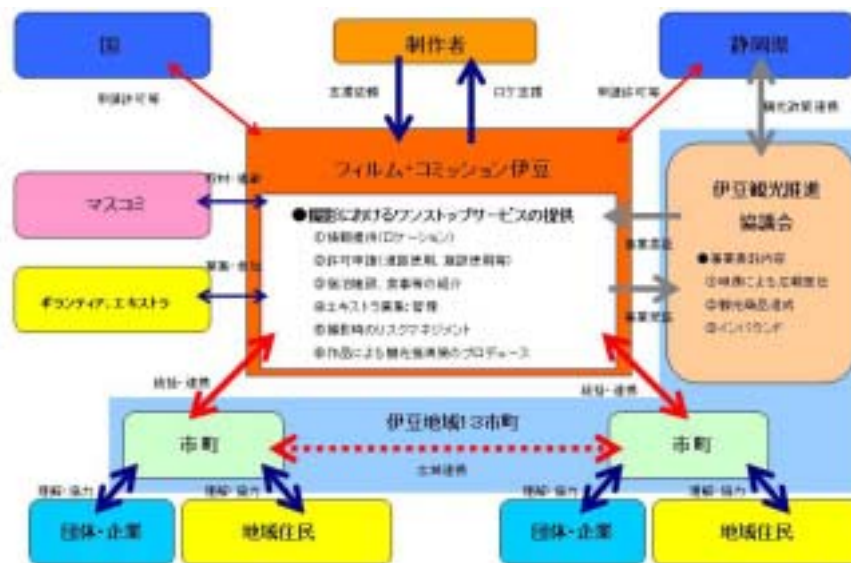 国
制作者
静岡県
申請許可等
支援依頼
ロケ支援
申請許可等
観光政策連携
フィルム・コミッション伊豆
マスコミ
取材・
伊豆観光推進
協議会
●撮影におけるワンストップサービスの提供
①情報提供(ロケーション)
②許可申請(道路使用、施設使用等)
③宿泊施設、食事等の紹介
④エキストラ募集と管理
⑤撮影時のリスクマネジメント
⑥作品による観光振興策のプロデュース
ボランティア、エキストラ
募集・
●事業委託内容
①映像による広域宣伝
②観光商品造成
③インバウンド
事業委託
事業受託
統括・連携
統括・連携
伊豆地域13市町
市町
市町
広域連携
理解・協力
理解・協力
理解・協力
理解・協力
団体・企業
地域住民
団体・企業
地域住民